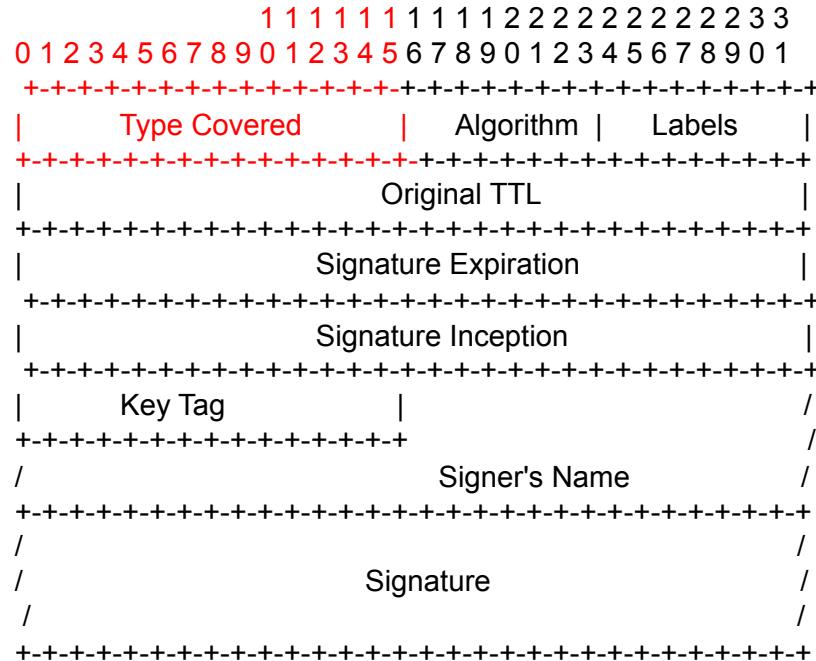 1 1 1 1 1 1 1 1 1 1 2 2 2 2 2 2 2 2 2 2 3 3
0 1 2 3 4 5 6 7 8 9 0 1 2 3 4 5 6 7 8 9 0 1 2 3 4 5 6 7 8 9 0 1
+-+-+-+-+-+-+-+-+-+-+-+-+-+-+-+-+-+-+-+-+-+-+-+-+-+-+-+-+-+-+
| Type Covered | Algorithm | Labels |
+-+-+-+-+-+-+-+-+-+-+-+-+-+-+-+-+-+-+-+-+-+-+-+-+-+-+-+-+-+-+
| Original TTL |
+-+-+-+-+-+-+-+-+-+-+-+-+-+-+-+-+-+-+-+-+-+-+-+-+-+-+-+-+-+-+
| Signature Expiration |
+-+-+-+-+-+-+-+-+-+-+-+-+-+-+-+-+-+-+-+-+-+-+-+-+-+-+-+-+-+-+
| Signature Inception |
+-+-+-+-+-+-+-+-+-+-+-+-+-+-+-+-+-+-+-+-+-+-+-+-+-+-+-+-+-+-+
| Key Tag | /
+-+-+-+-+-+-+-+-+-+-+-+-+-+-+-+ /
/ Signer's Name /
+-+-+-+-+-+-+-+-+-+-+-+-+-+-+-+-+-+-+-+-+-+-+-+-+-+-+-+-+-+-+
/ /
/ Signature /
/ /
+-+-+-+-+-+-+-+-+-+-+-+-+-+-+-+-+-+-+-+-+-+-+-+-+-+-+-+-+-+-+